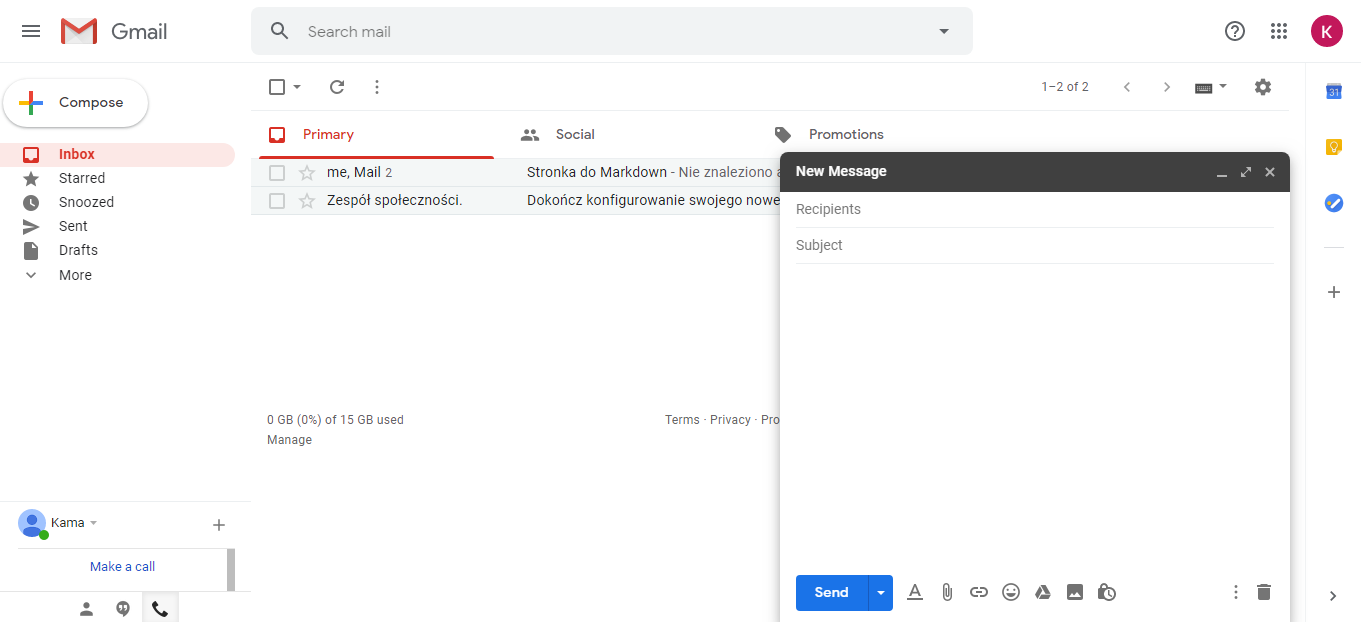 Gmail
Search mail
K
Compose
1–2 of 2
31
Inbox
Starred
Snoozed
Sent
Drafts
More
Primary
Social
Promotions
me, Mail 2
Stronka do Markdown - Nie znaleziono
Zespół społeczności.
Dokończ konfigurowanie swojego nowe
New Message
Recipients
Subject
0 GB (0%) of 15 GB used
Manage
Terms · Privacy · Pro
Kama
Make a call
Send
A